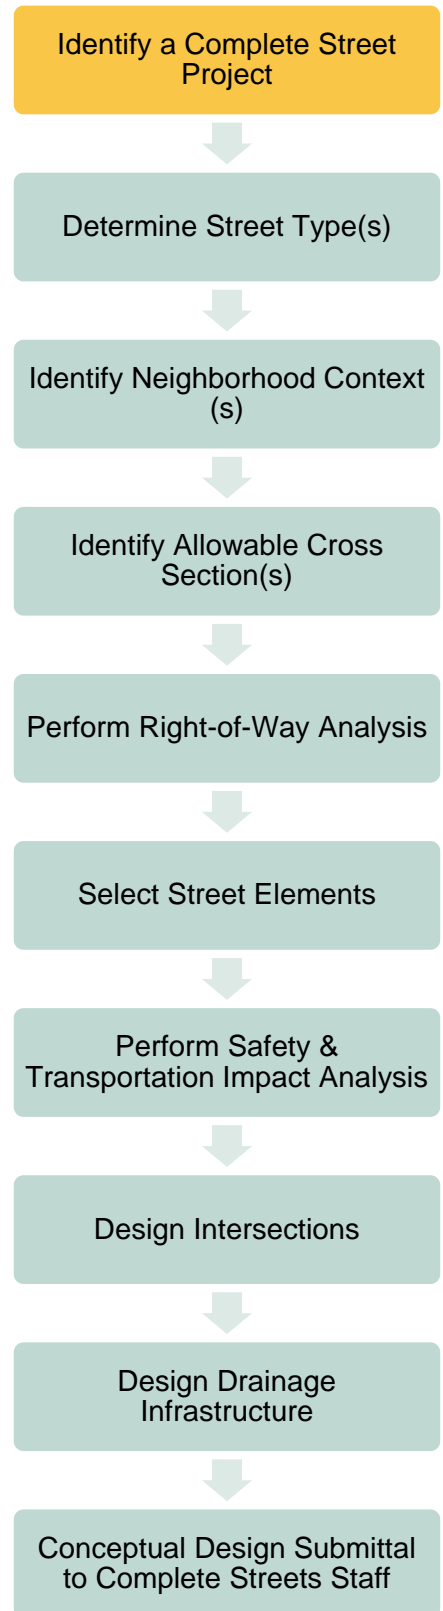 Identify a Complete Street
Project
Determine Street Type(s)
Identify Neighborhood Context
(s)
Identify Allowable Cross
Section(s)
Perform Right-of-Way Analysis
Select Street Elements
Perform Safety &
Transportation Impact Analysis
Design Intersections
Design Drainage
Infrastructure
Conceptual Design Submittal
to Complete Streets Staff